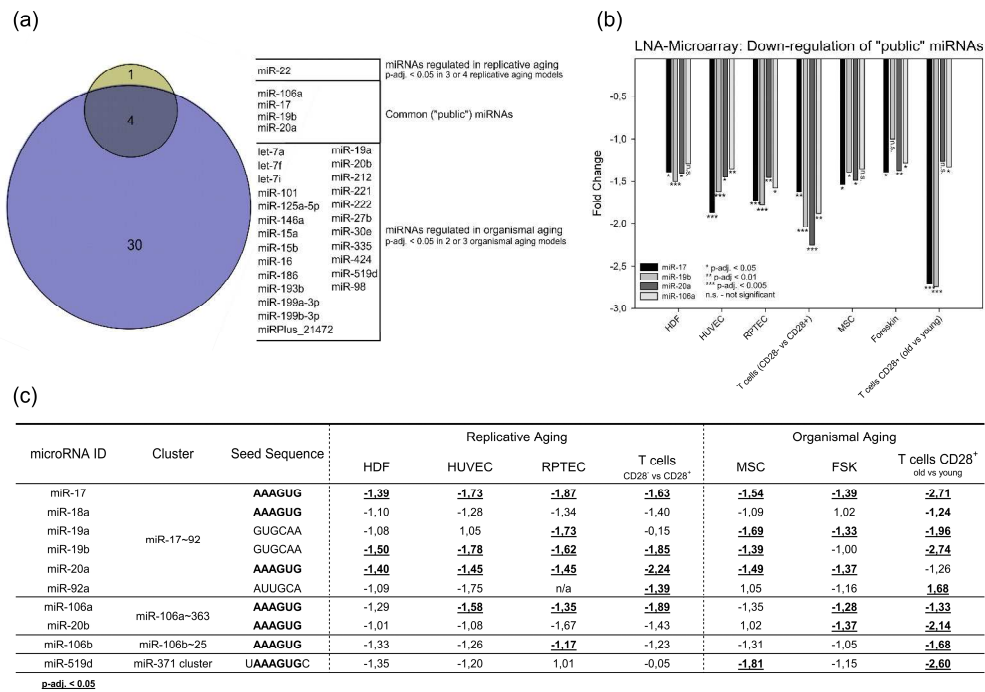 (a)
1
4
30
miR-22
miRNAs regulated in replicative aging
p-adj. < 0.05 in 3 or 4 replicative aging models
miR-106a
miR-17
miR-19b
miR-20a
Common ("public") miRNAs
let-7a
let-7f
let-7i
miR-101
miR-125a-5p
miR-146a
miR-15a
miR-15b
miR-16
miR-186
miR-193b
miR-199a-3p
miR-199b-3p
miRPlus_21472
miR-19a
miR-20b
miR-212
miR-221
miR-222
miR-27b
miR-30e
miR-335
miR-424
miR-519d
miR-98
miRNAs regulated in organismal aging
p-adj. < 0.05 in 2 or 3 organismal aging models
(b)
LNA-Microarray: Down-regulation of "public" miRNAs
Fold Change
-0,5
-1,0
-1,5
-2,0
-2,5
-3,0
* *** * n.s.
*** *** * **
*** *** ** *
** *** *** **
* * * n.s.
* n.s. ** *
*** *** n.s. *
miR-17
miR-19b
miR-20a
miR-106a
* p-adj. < 0.05
** p-adj. < 0.01
*** p-adj. < 0.005
n.s. - not significant
HDF
HUVEC
RPTEC
T cells (CD28- vs CD28+)
MSC
Foreskin
T cells CD28+ (old vs young)
(c)
Replicative Aging Organismal Aging
microRNA ID Cluster Seed Sequence HDF HUVEC RPTEC T cells CD28- vs CD28+ MSC FSK T cells CD28+ old vs young
miR-17 AAAGUG -1,39 -1,73 -1,87 -1,63 -1,54 -1,39 -2,71
miR-18a AAAGUG -1,10 -1,28 -1,34 -1,40 -1,09 1,02 -1,24
miR-19a GUGCAA -1,08 1,05 -1,73 -0,15 -1,69 -1,33 -1,96
miR-17~92
miR-19b GUGCAA -1,50 -1,78 -1,62 -1,85 -1,39 -1,00 -2,74
miR-20a AAAGUG -1,40 -1,45 -1,45 -2,24 -1,49 -1,37 -1,26
miR-92a AUUGCA -1,09 -1,75 n/a -1,39 1,05 -1,16 1,68
miR-106a AAAGUG -1,29 -1,58 -1,35 -1,89 -1,35 -1,28 -1,33
miR-106a~363
miR-20b AAAGUG -1,01 -1,08 -1,67 -1,43 1,02 -1,37 -2,14
miR-106b miR-106b~25 AAAGUG -1,33 -1,26 -1,17 -1,23 -1,31 -1,05 -1,68
miR-519d miR-371 cluster UAAAGUGC -1,35 -1,20 1,01 -0,05 -1,81 -1,15 -2,60
p-adj. < 0.05